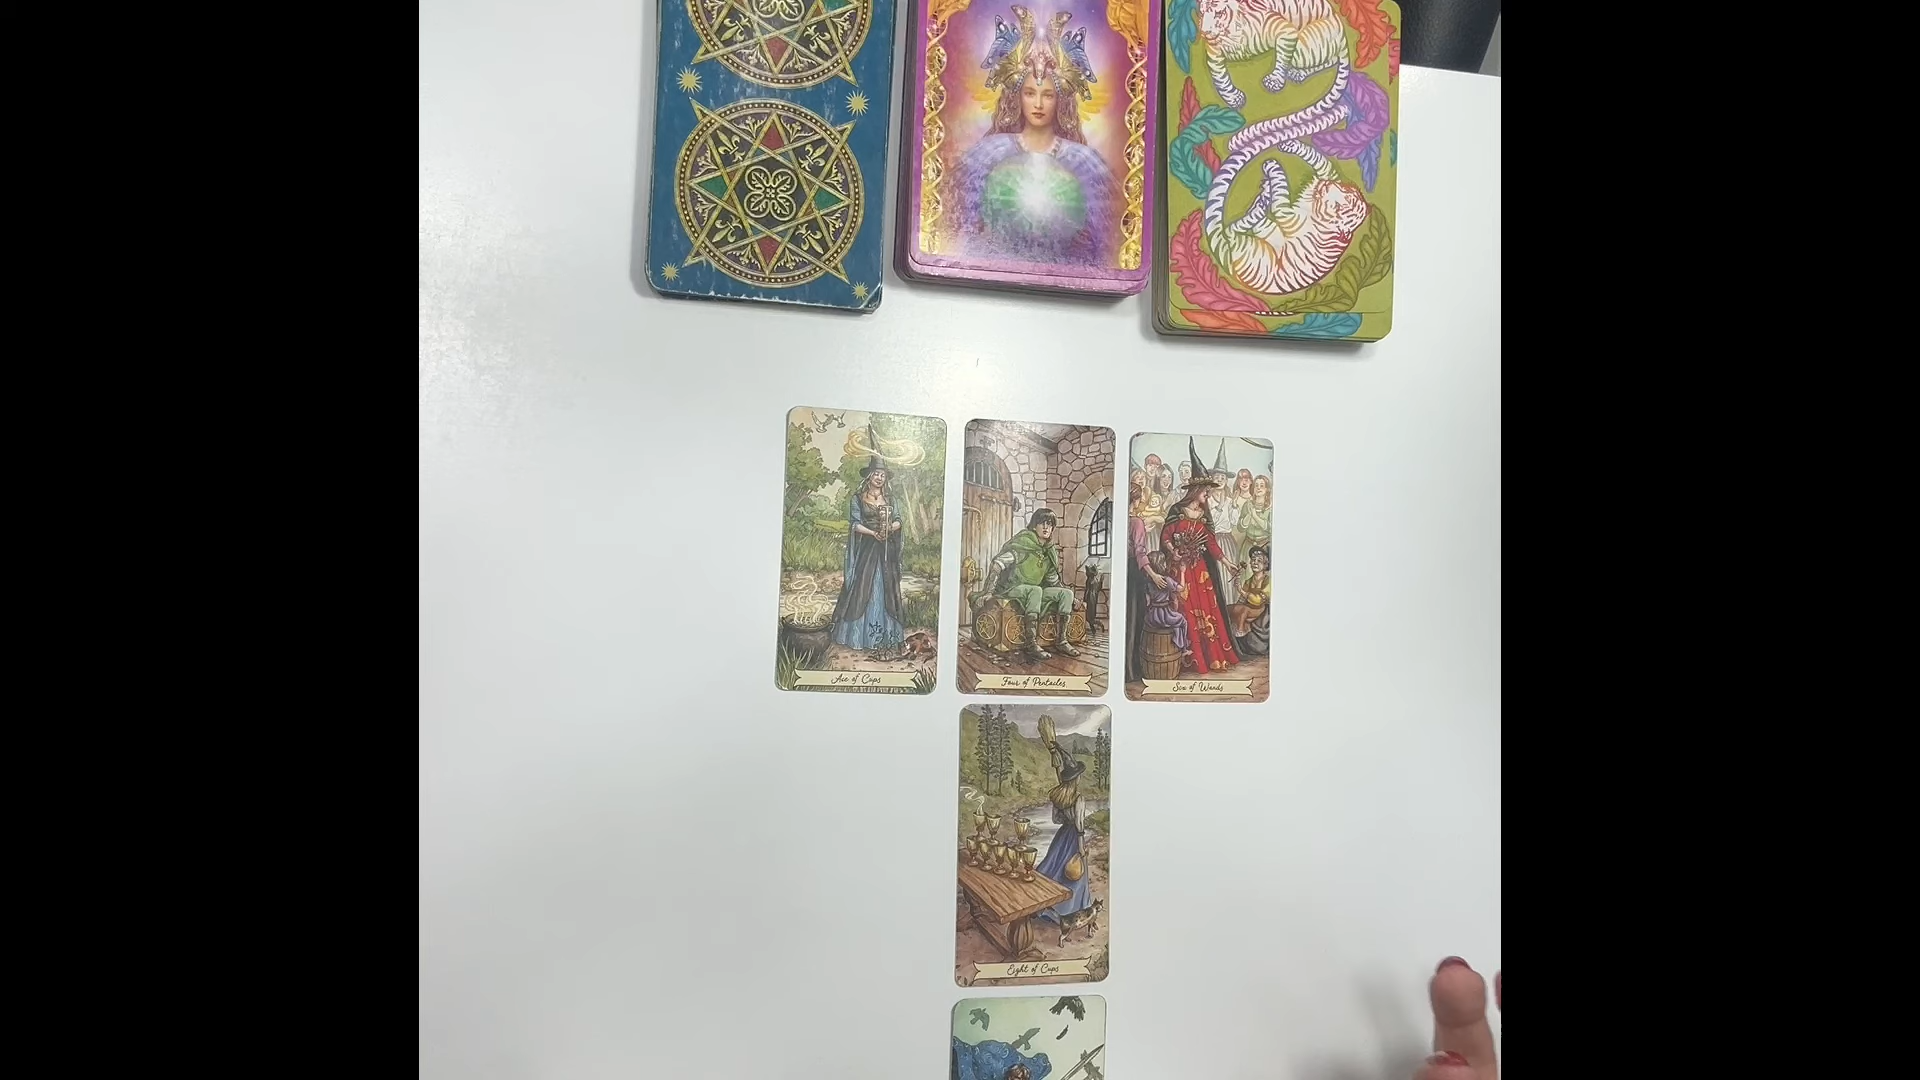 Ace of Cups
Four of Pentacles
Six of Wands
Eight of Cups